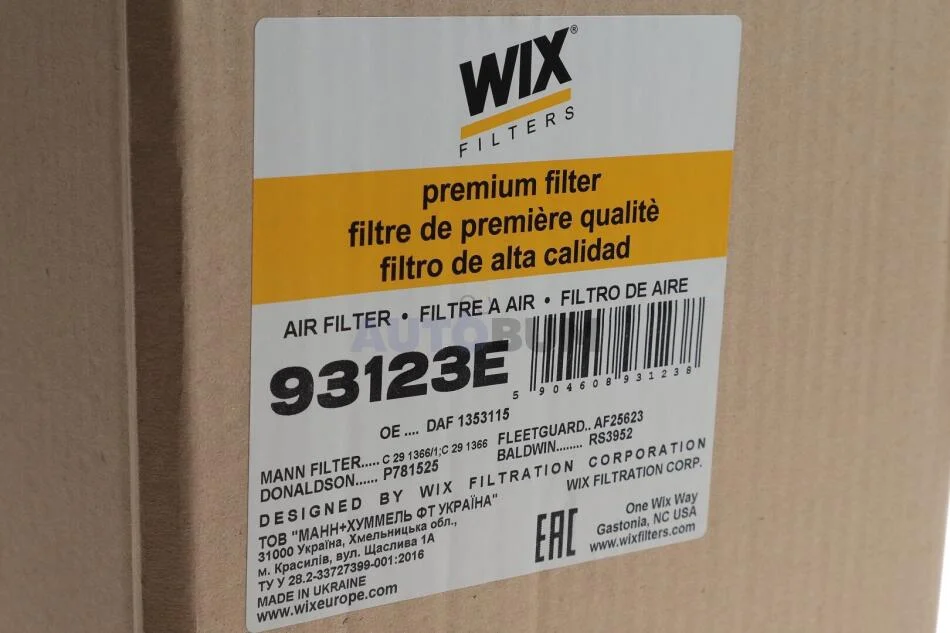 WIX®
FILTERS
premium filter
filtre de première qualitè
filtro de alta calidad
AIR FILTER • FILTRE A AIR • FILTRO DE AIRE
AUTOBUM
93123E
5 904608 931238
OE .... DAF 1353115
MANN FILTER..... C 29 1366/1;C 29 1366 FLEETGUARD.. AF25623
DONALDSON...... P781525 BALDWIN........ RS3952
DESIGNED BY WIX FILTRATION CORPORATION
ТОВ "МАНН+ХУММЕЛЬ ФТ УКРАЇНА"
31000 Україна, Хмельницька обл.,
м. Красилів, вул. Щаслива 1А
ТУ У 28.2-33727399-001:2016
MADE IN UKRAINE
www.wixeurope.com
EAC
WIX FILTRATION CORP.
One Wix Way
Gastonia, NC USA
www.wixfilters.com